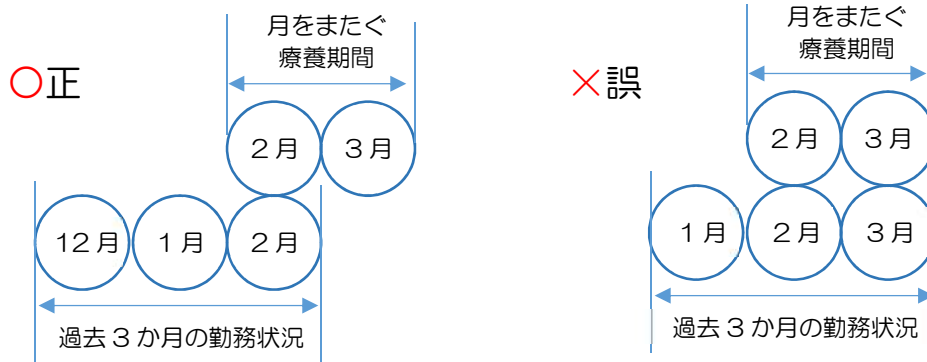 ○正
月をまたぐ
療養期間
2月
3月
12月
1月
2月
過去3か月の勤務状況
×誤
月をまたぐ
療養期間
2月
3月
1月
2月
3月
過去3か月の勤務状況